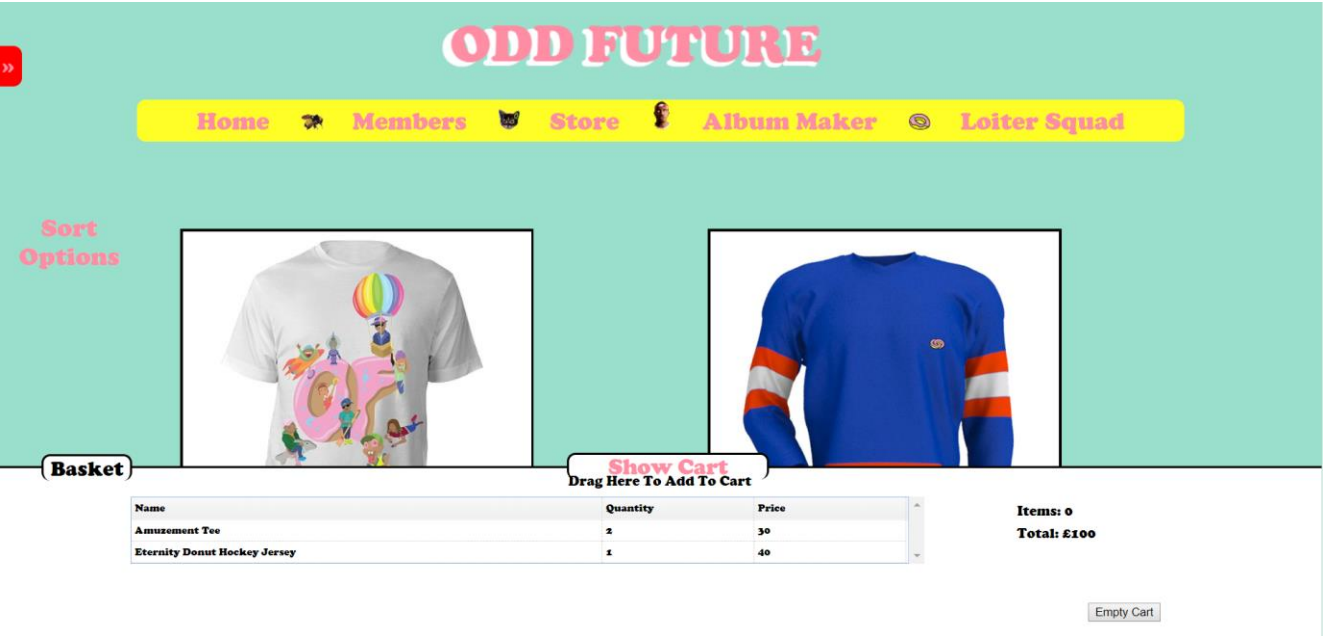 ODD FUTURE
»
Home Members Store Album Maker Loiter Squad
Sort
Options
OF
Basket
Show Cart
Drag Here To Add To Cart
Name Quantity Price
Amuzement Tee 2 30
Eternity Donut Hockey Jersey 1 40
Items: 0
Total: £100
Empty Cart